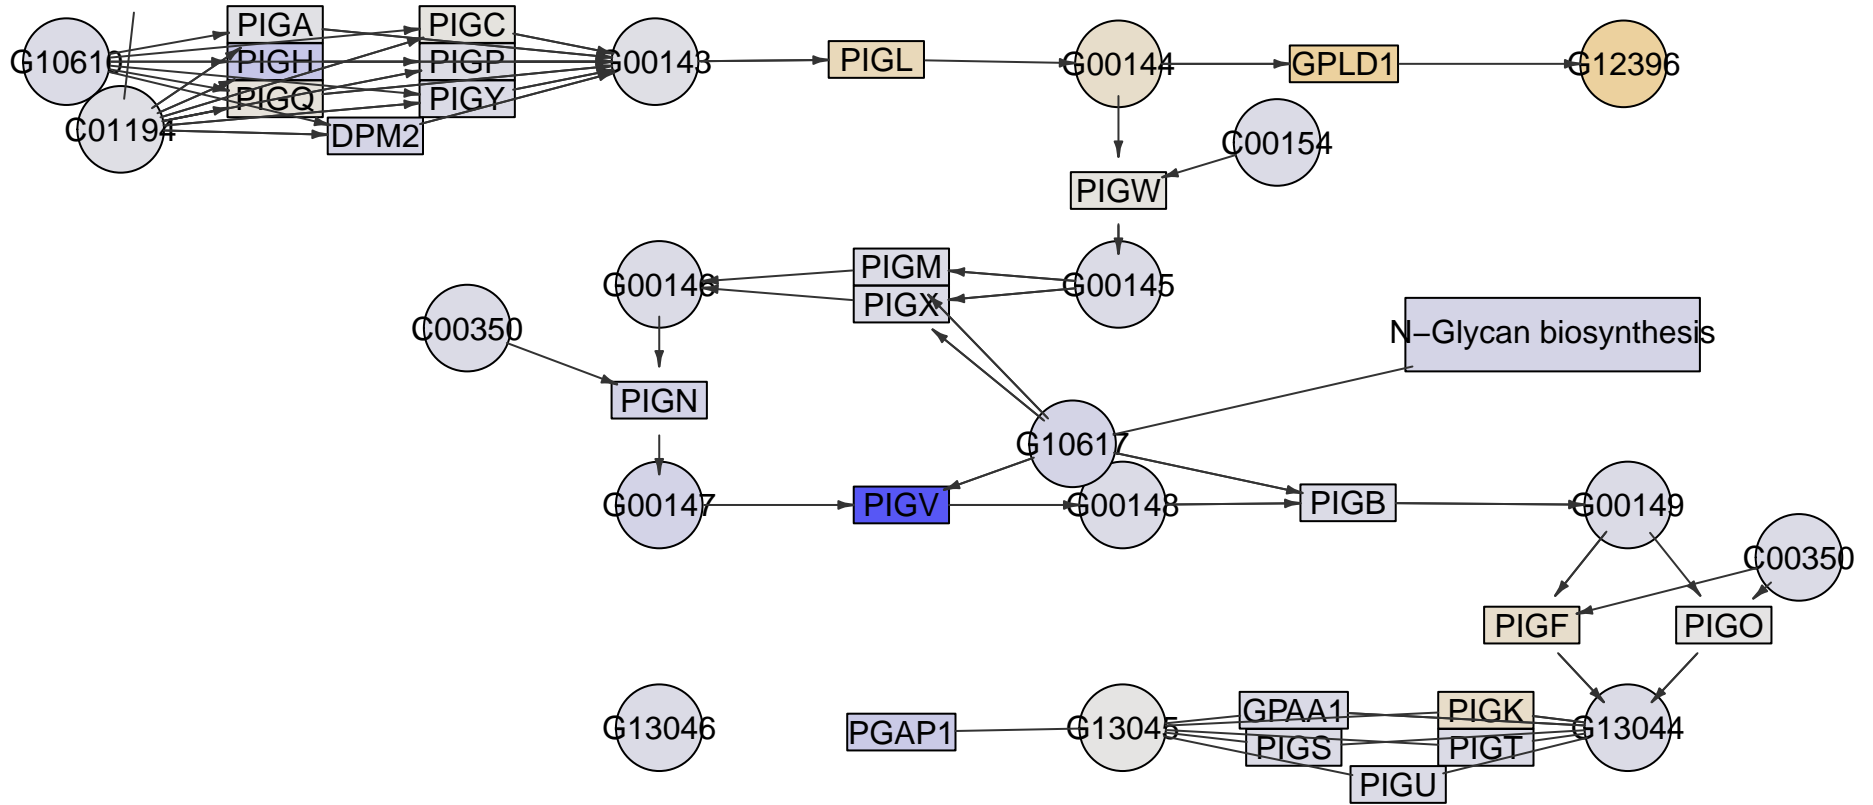 PIGA
PIGC
G10610
PIGH
PIGP
G00143
PIGL
G00144
GPLD1
G12396
PIGQ
PIGY
C01194
DPM2
C00154
PIGW
PIGM
G00146
G00145
PIGX
C00350
N−Glycan biosynthesis
PIGN
G10617
G00147
PIGV
G00148
PIGB
G00149
C00350
PIGF
PIGO
GPAA1
PIGK
G13046
PGAP1
G13045
G13044
PIGS
PIGT
PIGU